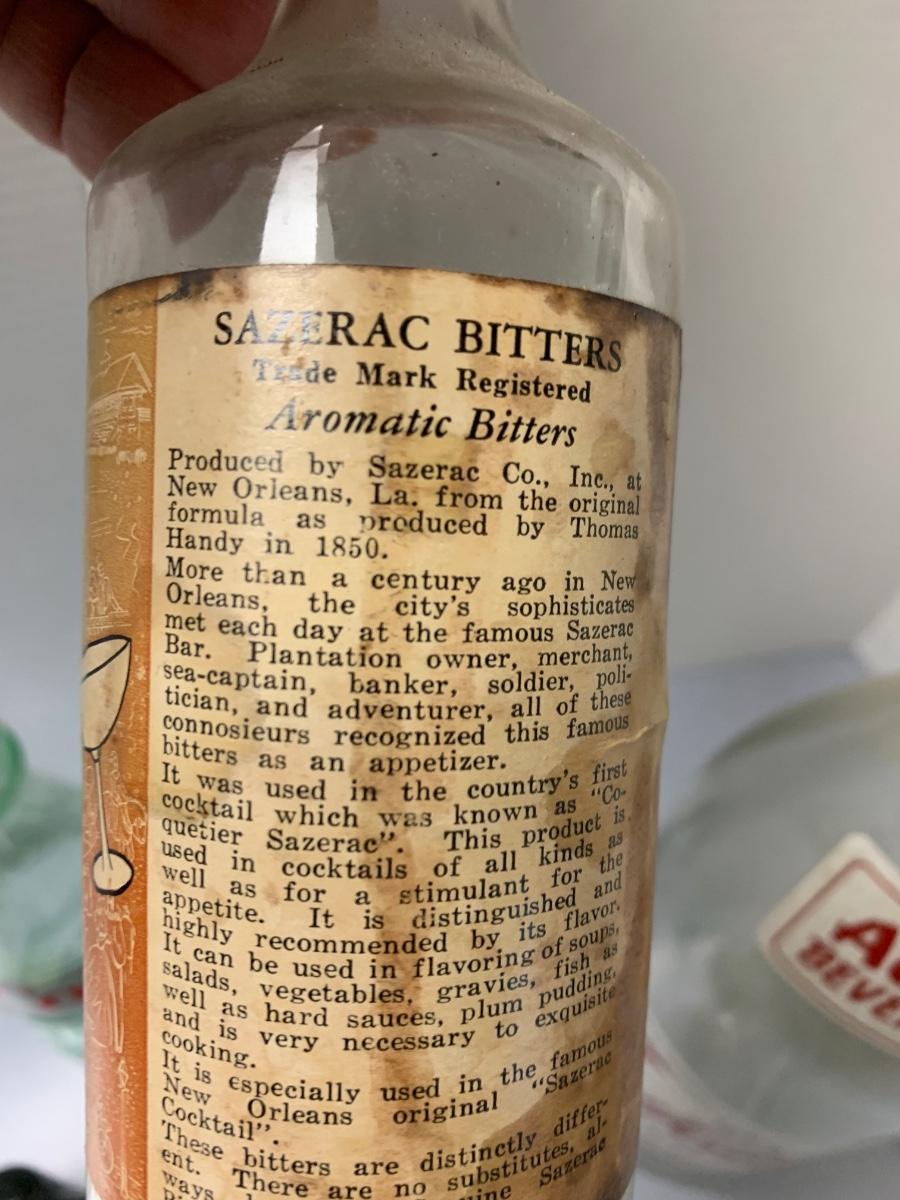 SAZERAC BITTERS
Trade Mark Registered
Aromatic Bitters
Produced by Sazerac Co., Inc., at
New Orleans, La. from the original
formula as produced by Thomas
Handy in 1850.
More than a century ago in New
Orleans, the city's sophisticates
met each day at the famous Sazerac
Bar. Plantation owner, merchant,
sea-captain, banker, soldier, poli-
tician, and adventurer, all of these
connosieurs recognized this famous
bitters as an appetizer.
It was used in the country's first
cocktail which was known as "Co-
quetier Sazerac". This product is
used in cocktails of all kinds as
well as for a stimulant for the
appetite. It is distinguished and
highly recommended by its flavor.
It can be used in flavoring of soups,
salads, vegetables, gravies, fish as
well as hard sauces, plum pudding,
and is very necessary to exquisite
cooking.
It is especially used in the famous
New Orleans original "Sazerac
Cocktail".
These bitters are distinctly differ-
ent. There are no substitutes, al-
ways Sazerac